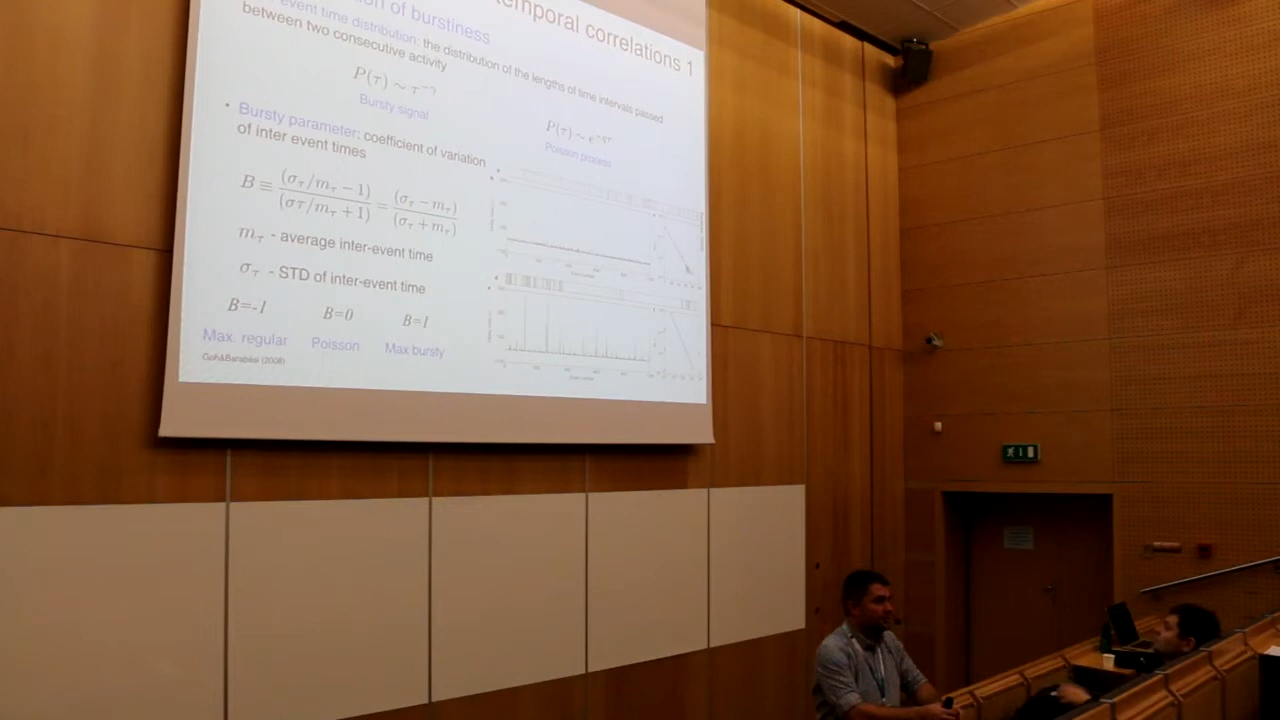 temporal correlations 1
of burstiness
event time distribution: the distribution of the lengths of time intervals passed
between two consecutive activity
P(τ) ∼ τ^−γ
Bursty signal
P(τ) ∼ e^−qτ
Poisson process
• Bursty parameter: coefficient of variation
of inter event times
B ≡ (σ_τ/m_τ − 1)/(στ/m_τ + 1) = (σ_τ − m_τ)/(σ_τ + m_τ)
m_τ - average inter-event time
σ_τ - STD of inter-event time
B=-1 B=0 B=1
Max. regular Poisson Max bursty
Goh&Barabási (2008)